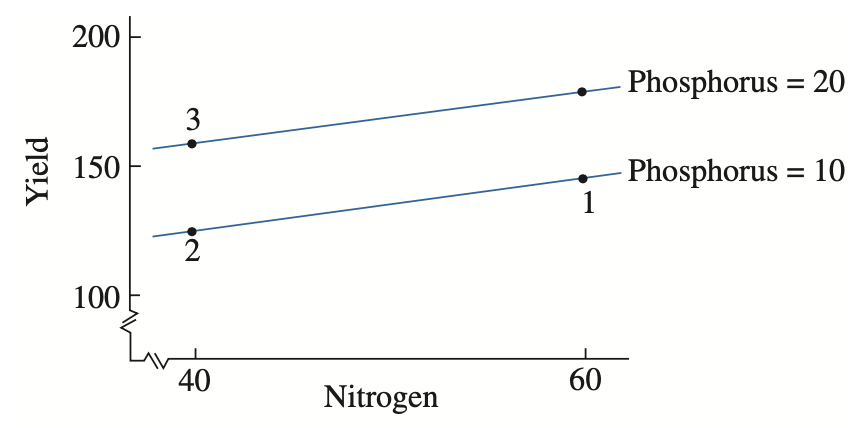 200
Phosphorus = 20
3
150
Phosphorus = 10
1
2
100
Yield
40
60
Nitrogen